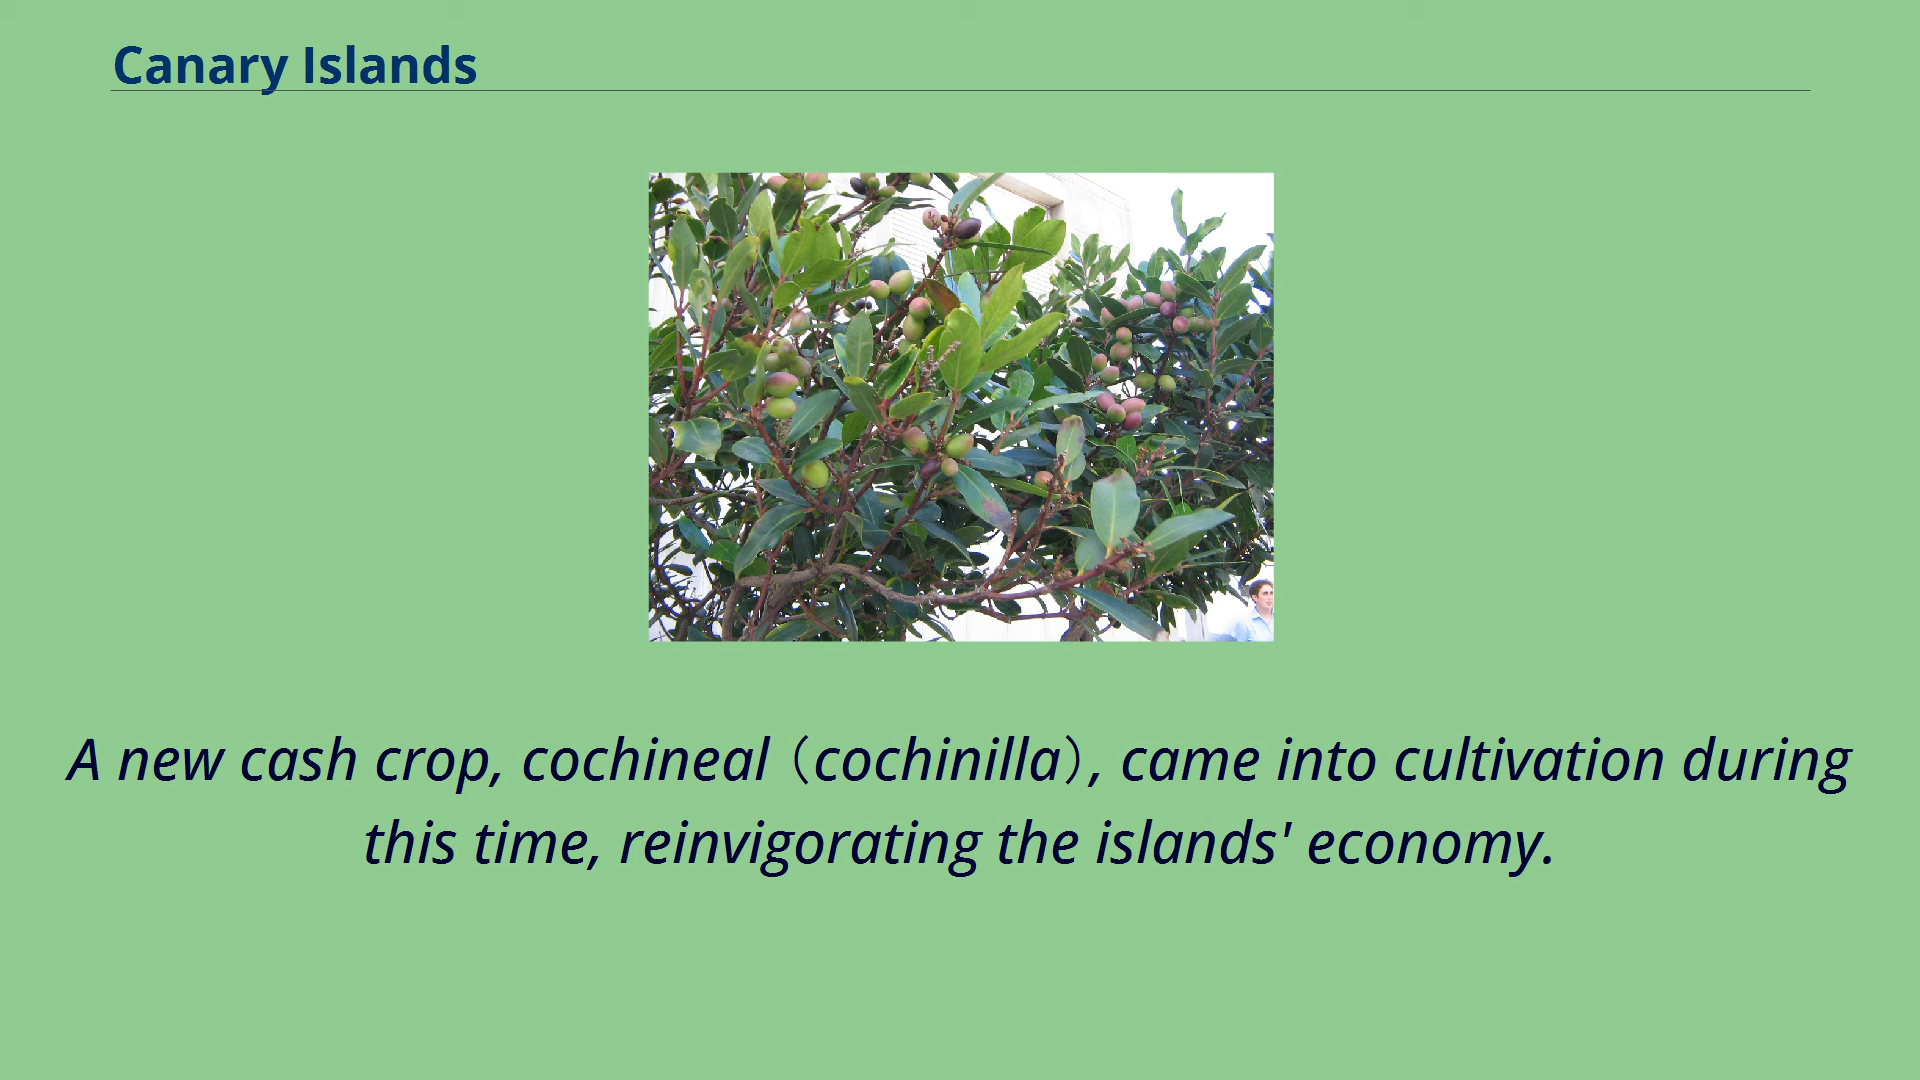 Canary Islands
A new cash crop, cochineal（cochinilla）, came into cultivation during
this time, reinvigorating the islands' economy.